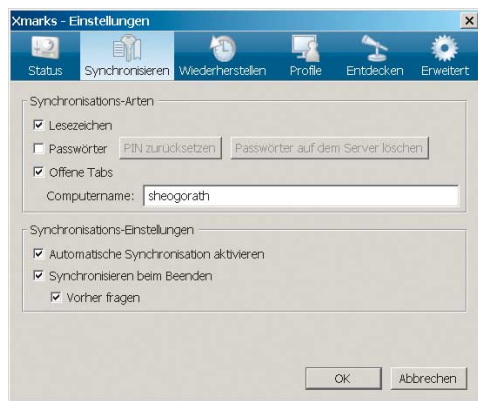 Xmarks - Einstellungen
Status Synchronisieren Wiederherstellen Profile Entdecken Erweitert
Synchronisations-Arten
Lesezeichen
Passwörter PIN zurücksetzen Passwörter auf dem Server löschen
Offene Tabs
Computername: sheogorath
Synchronisations-Einstellungen
Automatische Synchronisation aktivieren
Synchronisieren beim Beenden
Vorher fragen
OK Abbrechen